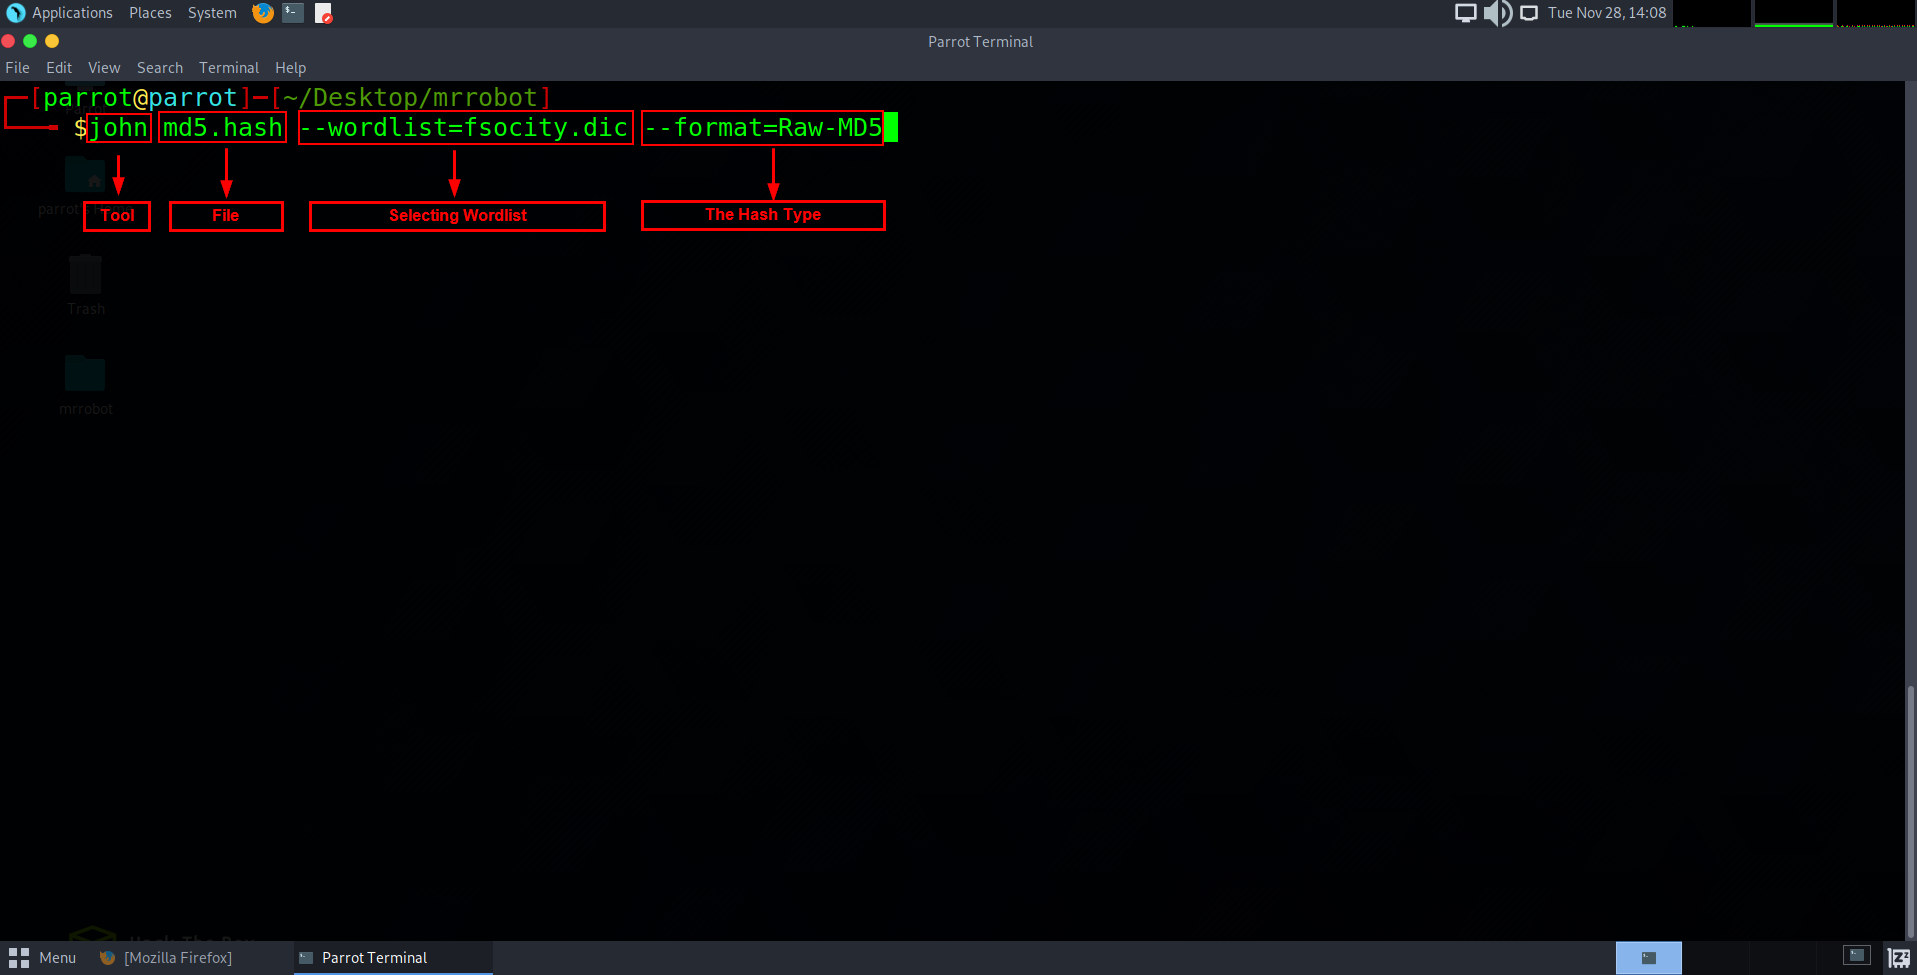 Applications Places System Tue Nov 28, 14:08
Parrot Terminal
File Edit View Search Terminal Help
[parrot@parrot]-[~/Desktop/mrrobot]
$john md5.hash --wordlist=fsocity.dic --format=Raw-MD5
Tool File Selecting Wordlist The Hash Type
Trash
mrrobot
Menu [Mozilla Firefox] Parrot Terminal